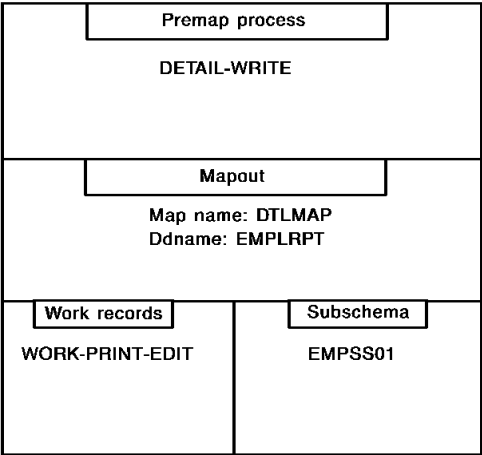 Premap process
DETAIL-WRITE
Mapout
Map name: DTLMAP
Ddname: EMPLRPT
Work records
WORK-PRINT-EDIT
Subschema
EMPSS01